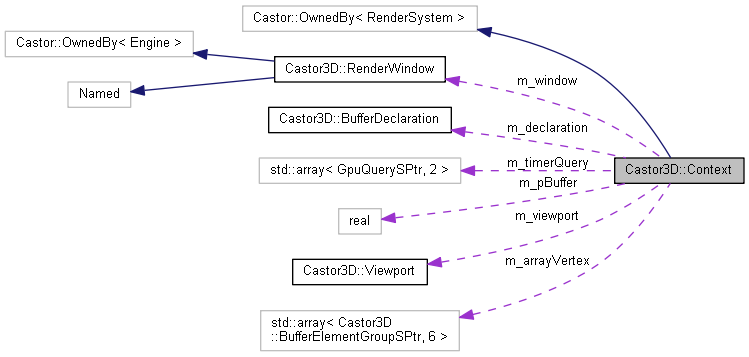 Castor::OwnedBy< RenderSystem >
Castor::OwnedBy< Engine >
Castor3D::RenderWindow
m_window
Named
Castor3D::BufferDeclaration
m_declaration
std::array< GpuQuerySPtr, 2 >
m_timerQuery
Castor3D::Context
m_pBuffer
real
m_viewport
Castor3D::Viewport
m_arrayVertex
std::array< Castor3D
::BufferElementGroupSPtr, 6 >